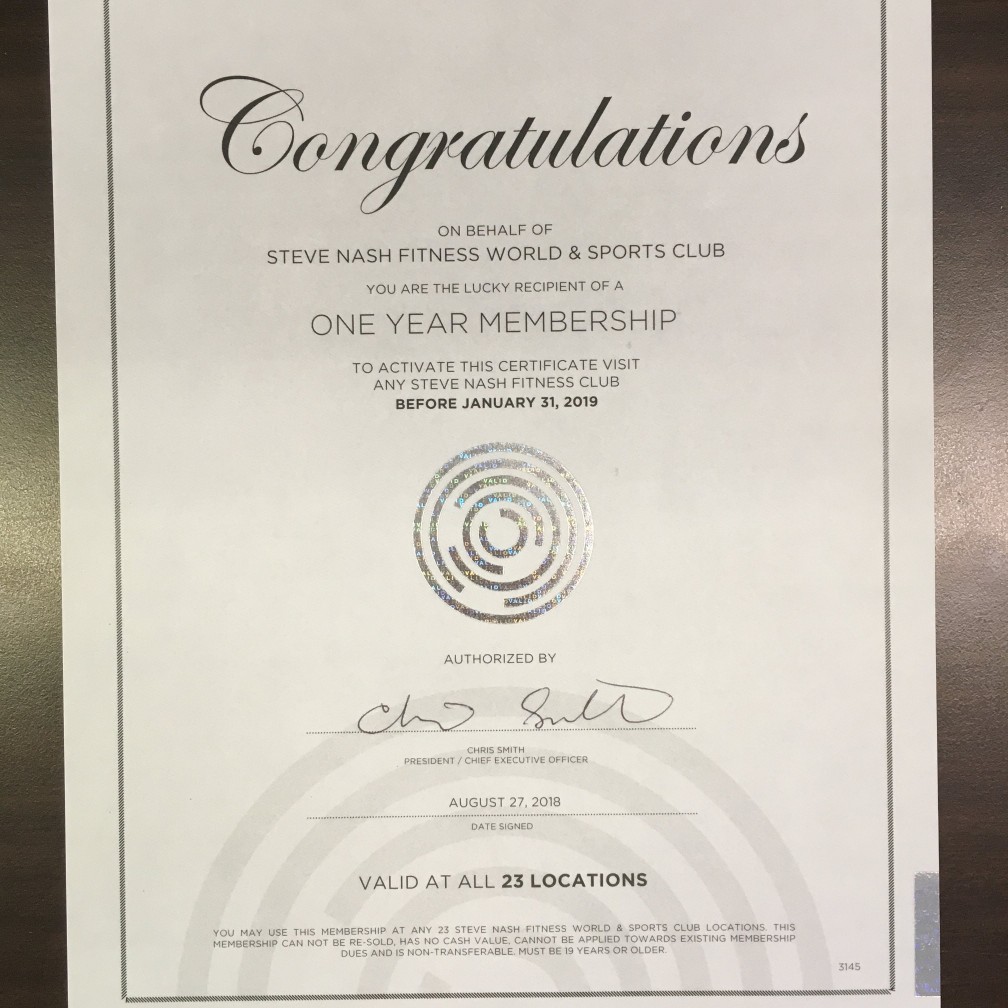 Congratulations
ON BEHALF OF
STEVE NASH FITNESS WORLD & SPORTS CLUB
YOU ARE THE LUCKY RECIPIENT OF A
ONE YEAR MEMBERSHIP
TO ACTIVATE THIS CERTIFICATE VISIT
ANY STEVE NASH FITNESS CLUB
BEFORE JANUARY 31, 2019
VALID
AUTHORIZED BY
Chris Smith
CHRIS SMITH
PRESIDENT / CHIEF EXECUTIVE OFFICER
AUGUST 27, 2018
DATE SIGNED
VALID AT ALL 23 LOCATIONS
YOU MAY USE THIS MEMBERSHIP AT ANY 23 STEVE NASH FITNESS WORLD & SPORTS CLUB LOCATIONS. THIS
MEMBERSHIP CAN NOT BE RE-SOLD, HAS NO CASH VALUE, CANNOT BE APPLIED TOWARDS EXISTING MEMBERSHIP
DUES AND IS NON-TRANSFERABLE. MUST BE 19 YEARS OR OLDER.
3145